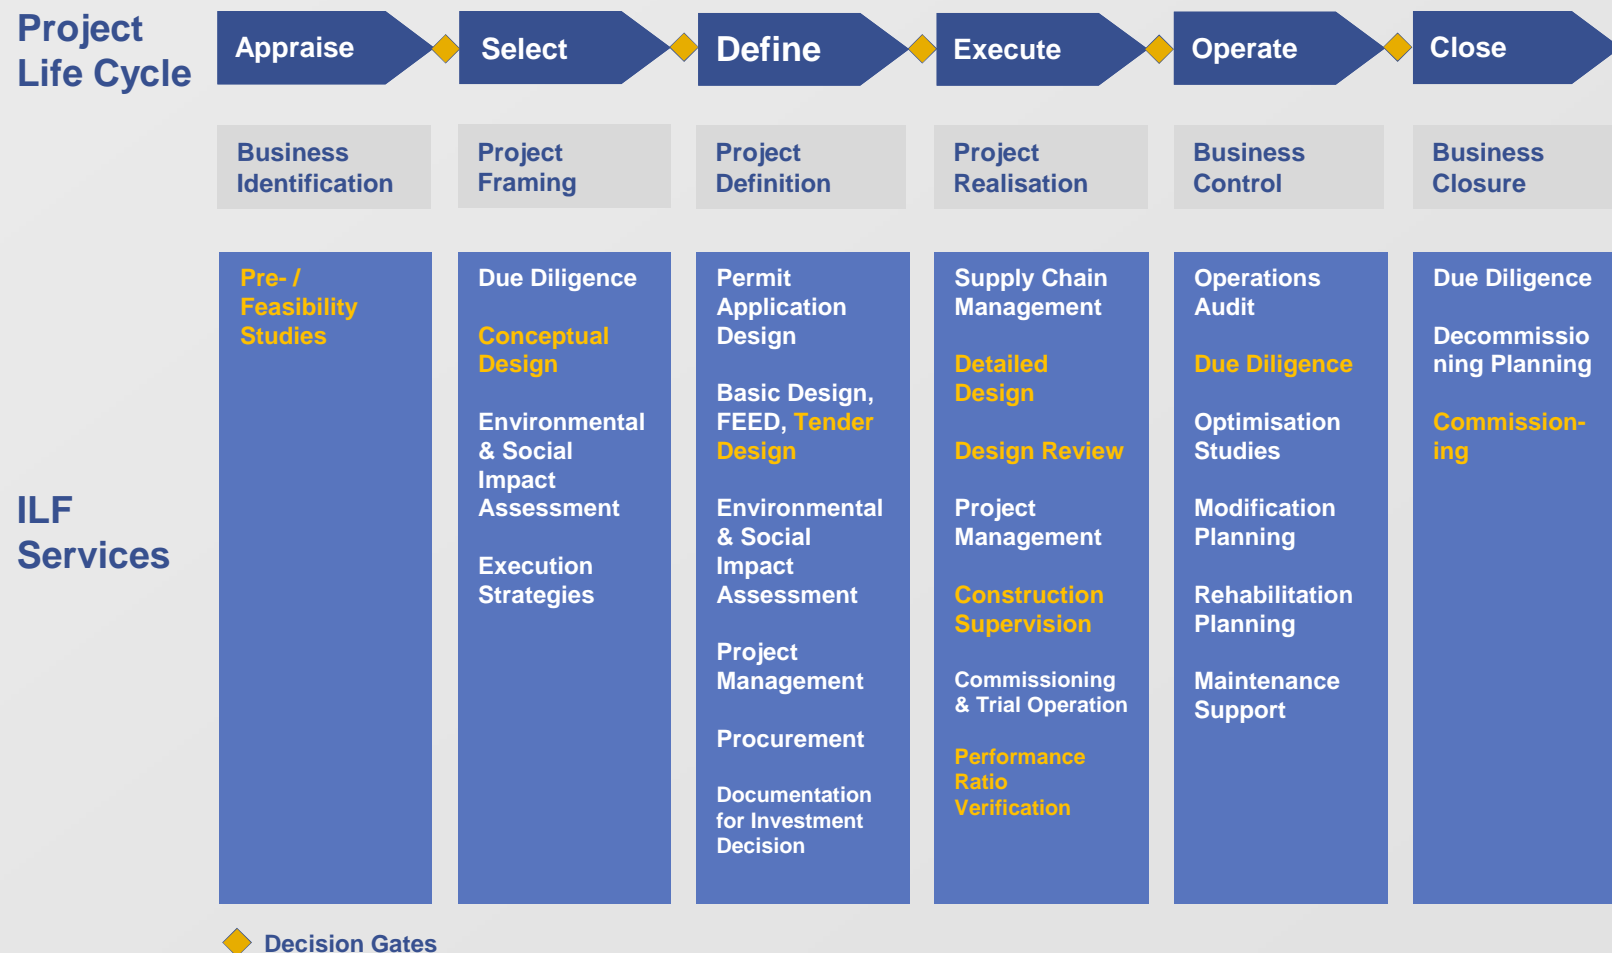 Project
Life Cycle
Appraise
Select
Define
Execute
Operate
Close
Business
Identification
Project
Framing
Project
Definition
Project
Realisation
Business
Control
Business
Closure
ILF
Services
Pre- /
Feasibility
Studies
Due Diligence
Conceptual
Design
Environmental
& Social
Impact
Assessment
Execution
Strategies
Permit
Application
Design
Basic Design,
FEED, Tender
Design
Environmental
& Social
Impact
Assessment
Project
Management
Procurement
Documentation
for Investment
Decision
Supply Chain
Management
Detailed
Design
Design Review
Project
Management
Construction
Supervision
Commissioning
& Trial Operation
Performance
Ratio
Verification
Operations
Audit
Due Diligence
Optimisation
Studies
Modification
Planning
Rehabilitation
Planning
Maintenance
Support
Due Diligence
Decommissio
ning Planning
Commission-
ing
Decision Gates